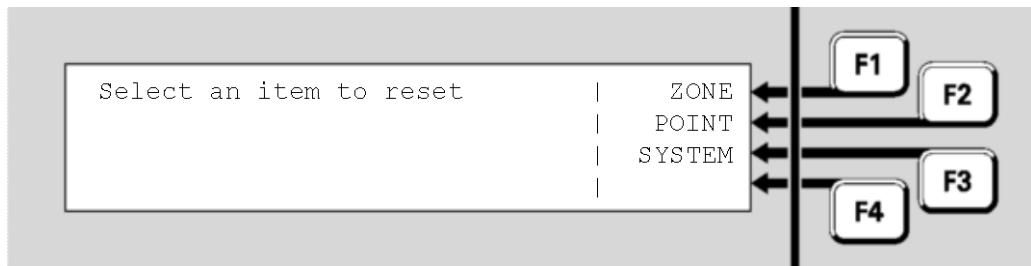 Select an item to reset | ZONE
| POINT
| SYSTEM
|
F1
F2
F3
F4